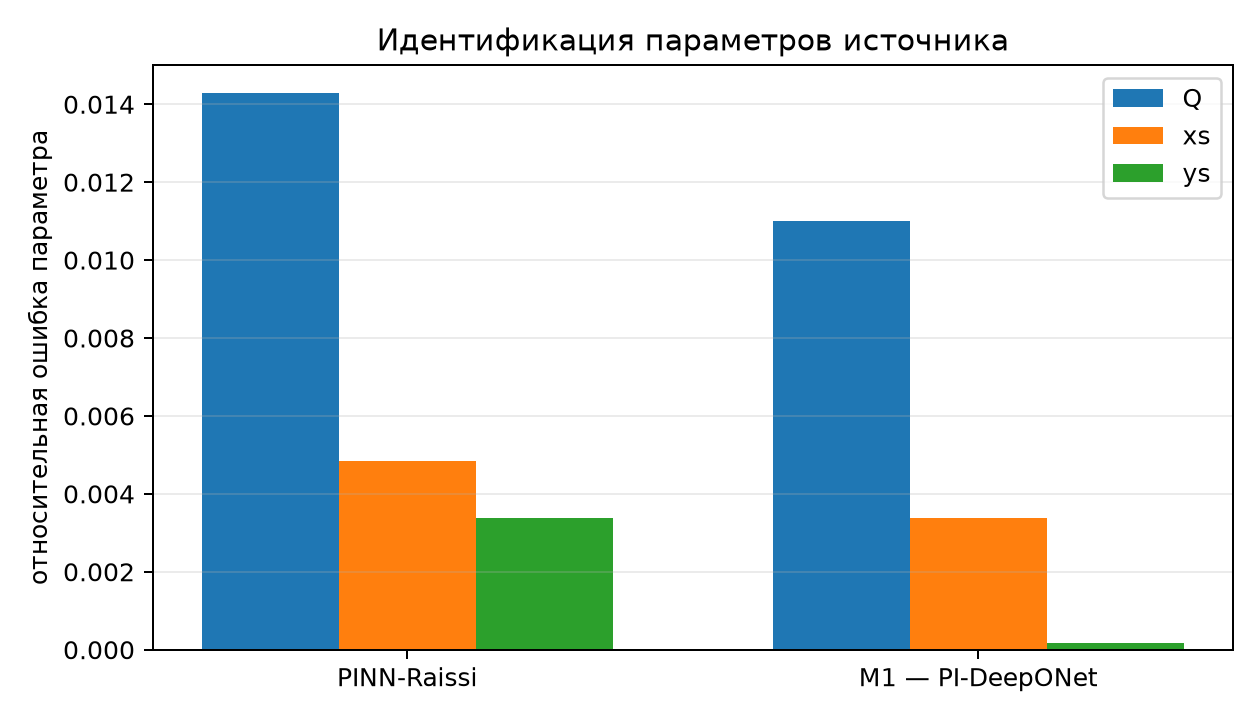 Идентификация параметров источника
относительная ошибка параметра
0.014
0.012
0.010
0.008
0.006
0.004
0.002
0.000
Q
xs
ys
PINN-Raissi
M1 — PI-DeepONet